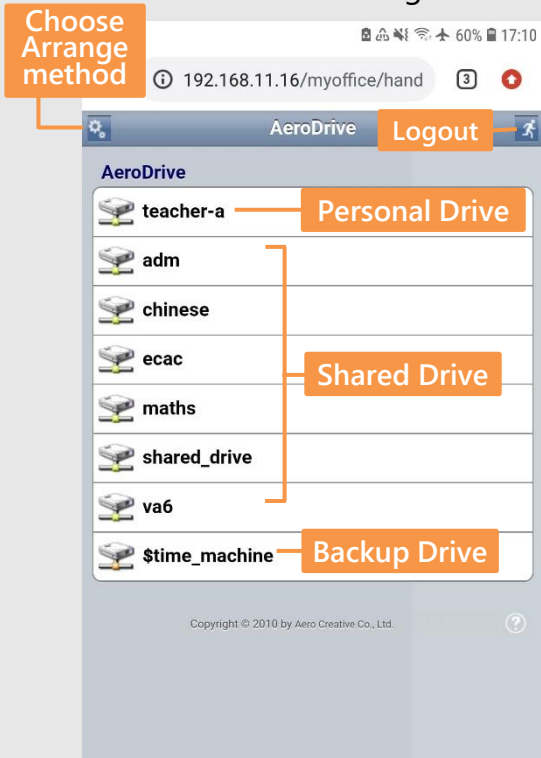 Choose
Arrange
method
60% 17:10
192.168.11.16/myoffice/hand
3
AeroDrive
Logout
AeroDrive
teacher-a
Personal Drive
adm
chinese
ecac
Shared Drive
maths
shared_drive
va6
$time_machine
Backup Drive
Copyright © 2010 by Aero Creative Co., Ltd.
?